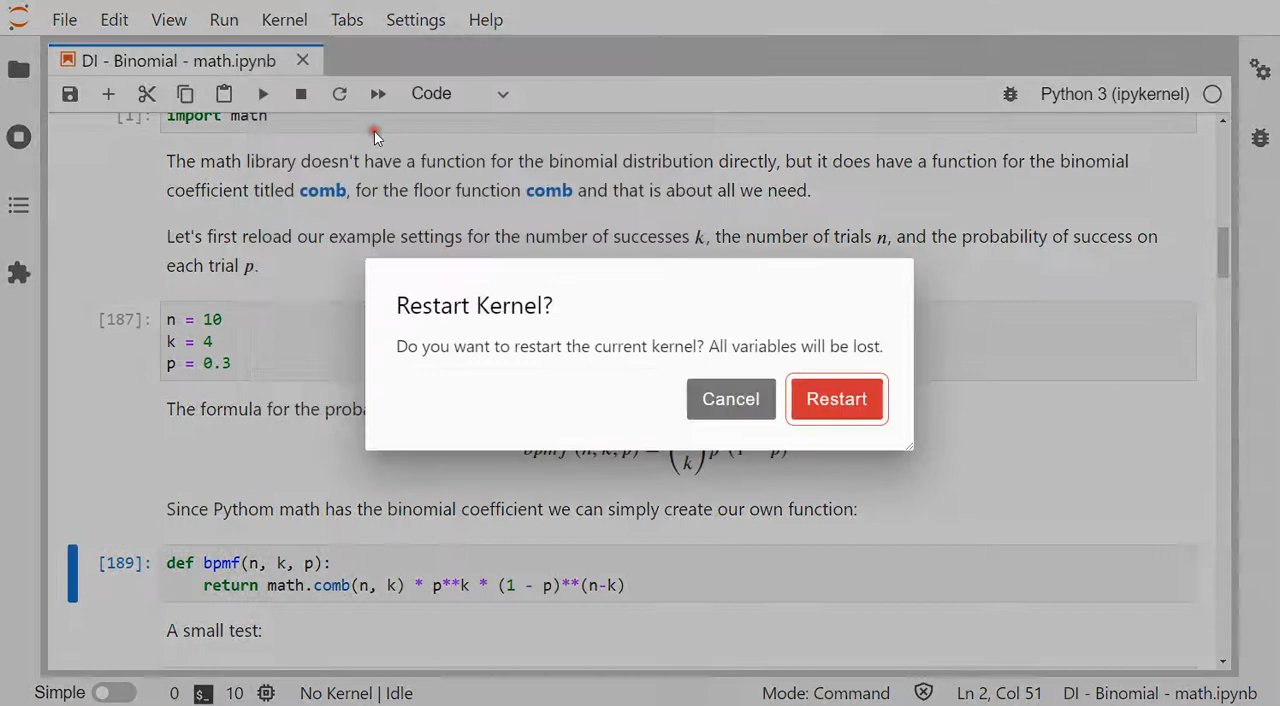 File Edit View Run Kernel Tabs Settings Help
DI - Binomial - math.ipynb
Code
Python 3 (ipykernel)
[1]: import math
The math library doesn't have a function for the binomial distribution directly, but it does have a function for the binomial
coefficient titled comb, for the floor function comb and that is about all we need.
Let's first reload our example settings for the number of successes k, the number of trials n, and the probability of success on
each trial p.
[187]: n = 10
k = 4
p = 0.3
Restart Kernel?
Do you want to restart the current kernel? All variables will be lost.
Cancel Restart
The formula for the proba
Since Pythom math has the binomial coefficient we can simply create our own function:
[189]: def bpmf(n, k, p):
return math.comb(n, k) * p**k * (1 - p)**(n-k)
A small test:
Simple 0 10 No Kernel | Idle Mode: Command Ln 2, Col 51 DI - Binomial - math.ipynb